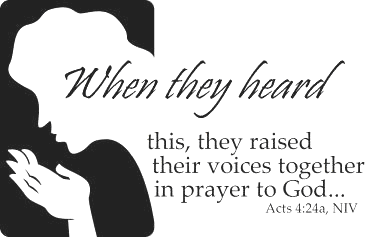 When they heard
this, they raised
their voices together
in prayer to God...
Acts 4:24a, NIV